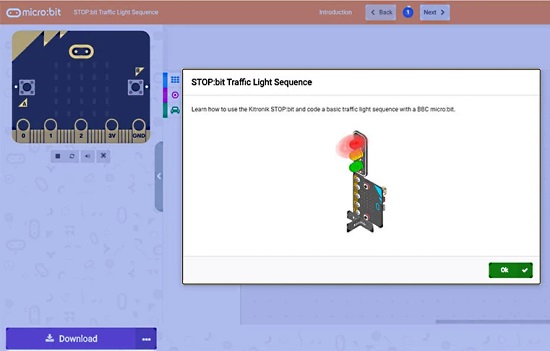 micro:bit STOP:bit Traffic Light Sequence Introduction Back 1 Next
0 1 2 3V GND
STOP:bit Traffic Light Sequence
Learn how to use the Kitronik STOP:bit and code a basic traffic light sequence with a BBC micro:bit.
Ok
Download